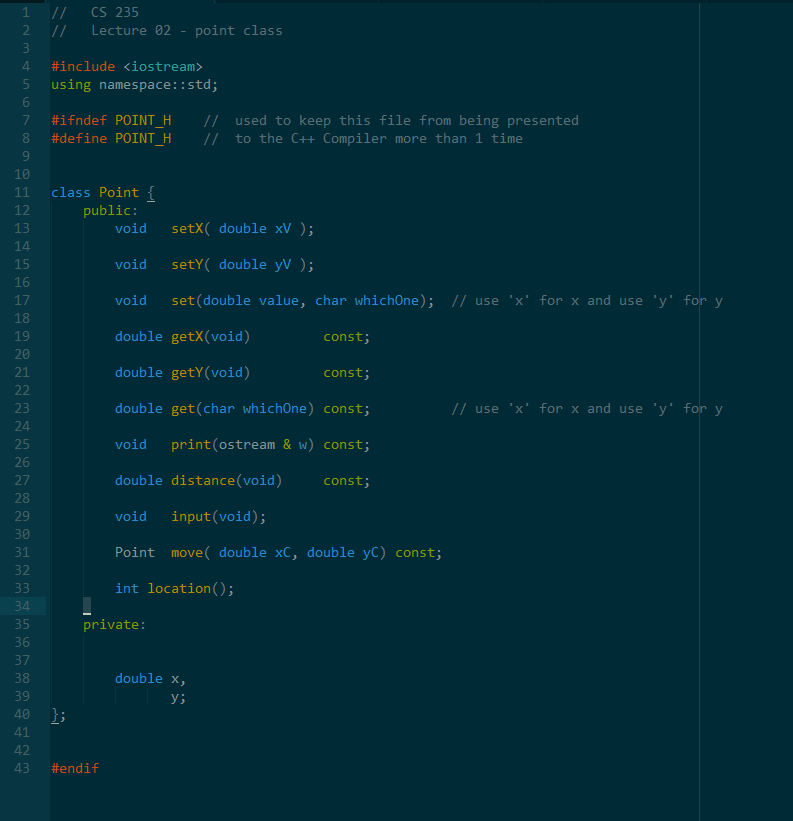 1 //   CS 235
2 //   Lecture 02 - point class
3
4 #include <iostream>
5 using namespace::std;
6
7 #ifndef POINT_H    //  used to keep this file from being presented
8 #define POINT_H    //  to the C++ Compiler more than 1 time
9
10
11 class Point {
12     public:
13         void   setX( double xV );
14
15         void   setY( double yV );
16
17         void   set(double value, char whichOne);  // use 'x' for x and use 'y' for y
18
19         double getX(void)         const;
20
21         double getY(void)         const;
22
23         double get(char whichOne) const;          // use 'x' for x and use 'y' for y
24
25         void   print(ostream & w) const;
26
27         double distance(void)     const;
28
29         void   input(void);
30
31         Point  move( double xC, double yC) const;
32
33         int location();
34
35     private:
36
37
38         double x,
39                y;
40 };
41
42
43 #endif